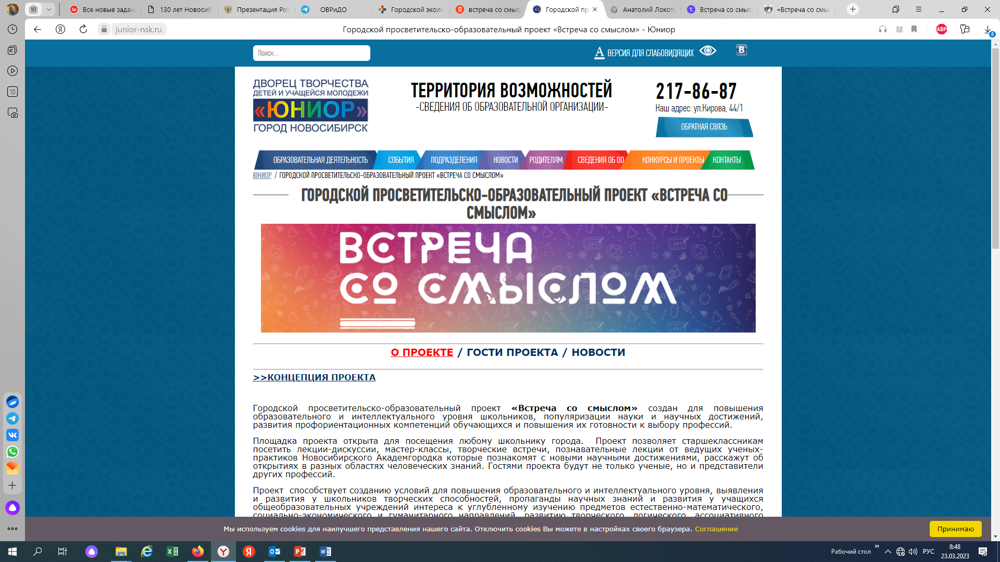 10
Все новые задач
130 лет Новосиб
Презентация Pow
ОВРиДО
Городской эколо
встреча со смысл
Городской пр
Анатолий Локоть
Встреча со смысл
«Встреча со смы
junior-nsk.ru
Городской просветительско-образовательный проект «Встреча со смыслом» - Юниор
ABP
8
10
Поиск...
А ВЕРСИЯ ДЛЯ СЛАБОВИДЯЩИХ
В
ДВОРЕЦ ТВОРЧЕСТВА
ДЕТЕЙ И УЧАЩЕЙСЯ МОЛОДЕЖИ
«ЮНИОР»
ГОРОД НОВОСИБИРСК
ТЕРРИТОРИЯ ВОЗМОЖНОСТЕЙ
-СВЕДЕНИЯ ОБ ОБРАЗОВАТЕЛЬНОЙ ОРГАНИЗАЦИИ-
217-86-87
Наш адрес: ул.Кирова, 44/1
ОБРАТНАЯ СВЯЗЬ
ОБРАЗОВАТЕЛЬНАЯ ДЕЯТЕЛЬНОСТЬ СОБЫТИЯ ПОДРАЗДЕЛЕНИЯ НОВОСТИ РОДИТЕЛЯМ СВЕДЕНИЯ ОБ ОО КОНКУРСЫ И ПРОЕКТЫ КОНТАКТЫ
ЮНИОР / ГОРОДСКОЙ ПРОСВЕТИТЕЛЬСКО-ОБРАЗОВАТЕЛЬНЫЙ ПРОЕКТ «ВСТРЕЧА СО СМЫСЛОМ»
ГОРОДСКОЙ ПРОСВЕТИТЕЛЬСКО-ОБРАЗОВАТЕЛЬНЫЙ ПРОЕКТ «ВСТРЕЧА СО
СМЫСЛОМ»
ВСТРЕЧА
СО СМЫСЛОМ
О ПРОЕКТЕ / ГОСТИ ПРОЕКТА / НОВОСТИ
>>КОНЦЕПЦИЯ ПРОЕКТА
Городской просветительско-образовательный проект «Встреча со смыслом» создан для повышения
образовательного и интеллектуального уровня школьников, популяризации науки и научных достижений,
развития профориентационных компетенций обучающихся и повышения их готовности к выбору профессий.
Площадка проекта открыта для посещения любому школьнику города. Проект позволяет старшеклассникам
посетить лекции-дискуссии, мастер-классы, творческие встречи, познавательные лекции от ведущих ученых-
практиков Новосибирского Академгородка которые познакомят с новыми научными достижениями, расскажут об
открытиях в разных областях человеческих знаний. Гостями проекта будут не только ученые, но и представители
других профессий.
Проект способствует созданию условий для повышения образовательного и интеллектуального уровня, выявления
и развития у школьников творческих способностей, пропаганды научных знаний и развития у учащихся
общеобразовательных учреждений интереса к углубленному изучению предметов естественно-математического,
социально-экономического и гуманитарного направлений, развитию творческого, логического, ассоциативного
Мы используем cookies для наилучшего представления нашего сайта. Отключить cookies Вы можете в настройках своего браузера. Соглашение
Принимаю
Рабочий стол
РУС
8:48
23.03.2023